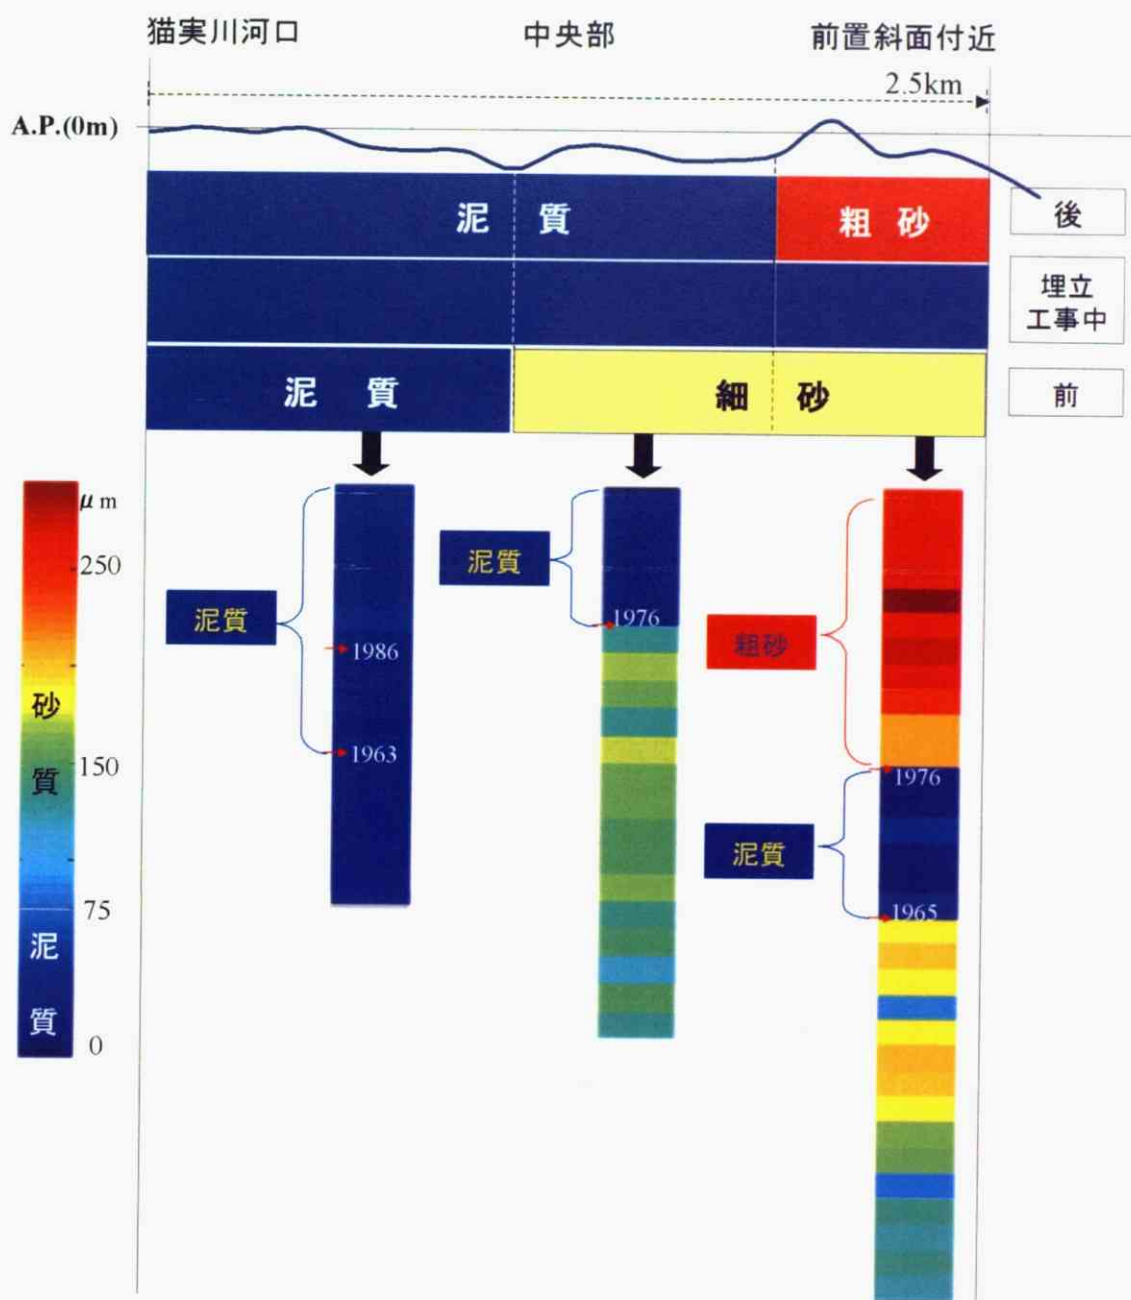 猫実川河口 中央部 前置斜面付近
2.5km
A.P.(0m)
泥 質 粗 砂 後
埋立
工事中
泥 質 細 砂 前
μm
250
150
75
0
砂
質
泥
質
泥質
1986
1963
泥質
1976
粗砂
1976
泥質
1965